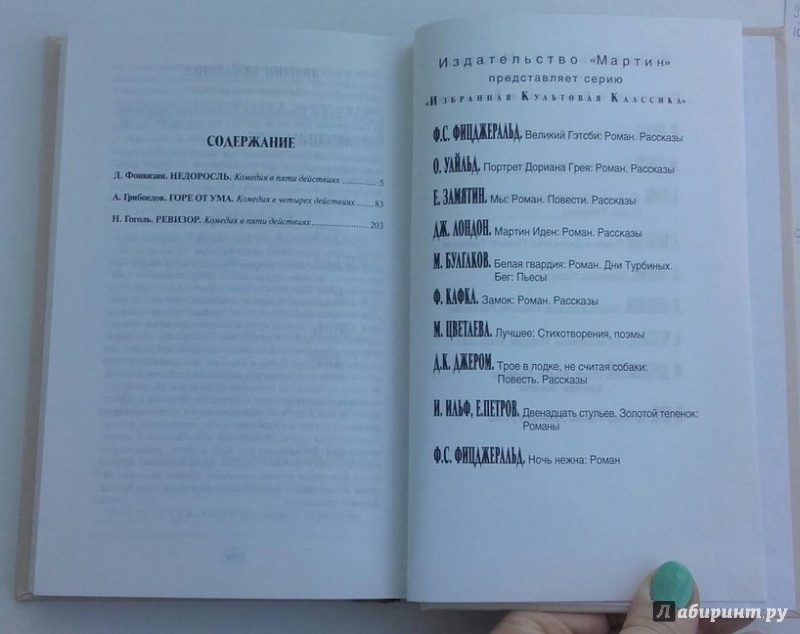 СОДЕРЖАНИЕ
Д. Фонвизин. НЕДОРОСЛЬ. Комедия в пяти действиях ............ 5
А. Грибоедов. ГОРЕ ОТ УМА. Комедия в четырех действиях ..... 83
Н. Гоголь. РЕВИЗОР. Комедия в пяти действиях .................... 203
Издательство «Мартин»
представляет серию
«Избранная Культовая Классика»
Ф.С. ФИЦДЖЕРАЛЬД. Великий Гэтсби: Роман. Рассказы
О. УАЙЛЬД. Портрет Дориана Грея: Роман. Рассказы
Е. ЗАМЯТИН. Мы: Роман. Повести. Рассказы
ДЖ. ЛОНДОН. Мартин Иден: Роман. Рассказы
М. БУЛГАКОВ. Белая гвардия: Роман. Дни Турбиных.
Бег: Пьесы
Ф. КАФКА. Замок: Роман. Рассказы
М. ЦВЕТАЕВА. Лучшее: Стихотворения, поэмы
Д.К. ДЖЕРОМ. Трое в лодке, не считая собаки:
Повесть. Рассказы
И. ИЛЬФ, Е.ПЕТРОВ. Двенадцать стульев. Золотой теленок:
Романы
Ф.С. ФИЦДЖЕРАЛЬД. Ночь нежна: Роман
Лабиринт.ру